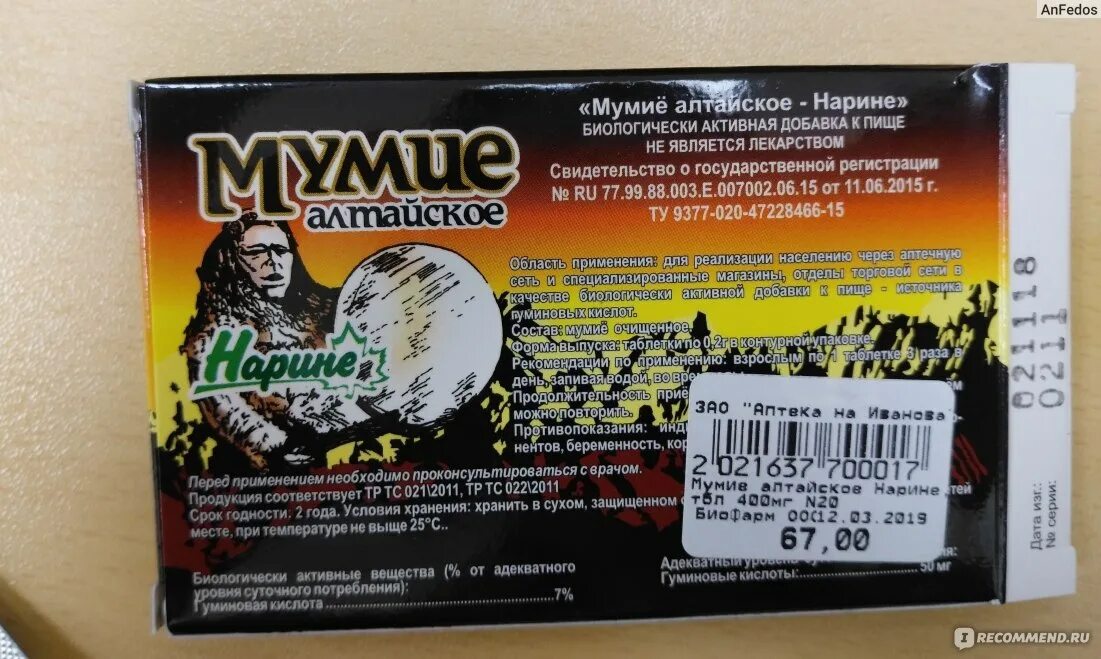 AnFedos
Мумие
алтайское
Нарине
«Мумиё алтайское - Нарине»
БИОЛОГИЧЕСКИ АКТИВНАЯ ДОБАВКА К ПИЩЕ
НЕ ЯВЛЯЕТСЯ ЛЕКАРСТВОМ
Свидетельство о государственной регистрации
№ RU 77.99.88.003.Е.007002.06.15 от 11.06.2015 г.
ТУ 9377-020-47228466-15
Область применения: для реализации населению через аптечную
сеть и специализированные магазины, отделы торговой сети в
качестве биологически активной добавки к пище - источника
гуминовых кислот.
Состав: мумиё очищенное.
Форма выпуска: таблетки по 0,2г в контурной упаковке.
Рекомендации по применению: взрослым по 1 таблетке 3 раза в
день, запивая водой, во
Продолжительность
можно повторить.
Противопоказания:
беременность,
Перед применением необходимо проконсультироваться с врачом.
Продукция соответствует ТР ТС 021\2011, ТР ТС 022\2011
Срок годности: 2 года. Условия хранения: хранить в сухом, защищенном
месте, при температуре не выще 25°С..
Биологически активные вещества (% от адекватного
уровня суточного потребления):
Гуминовая кислота 7%
Адекватный
Гуминовые кислоты: 50 мг
ЗАО "Аптека на Иванова"
2 021637 700017
Мумие алтайское Нарине
тбл 400мг N20
БиоФарм ООО 12.03.2019
67,00
021118
0211
Дата изг.:
№ серии:
IRECOMMEND.RU